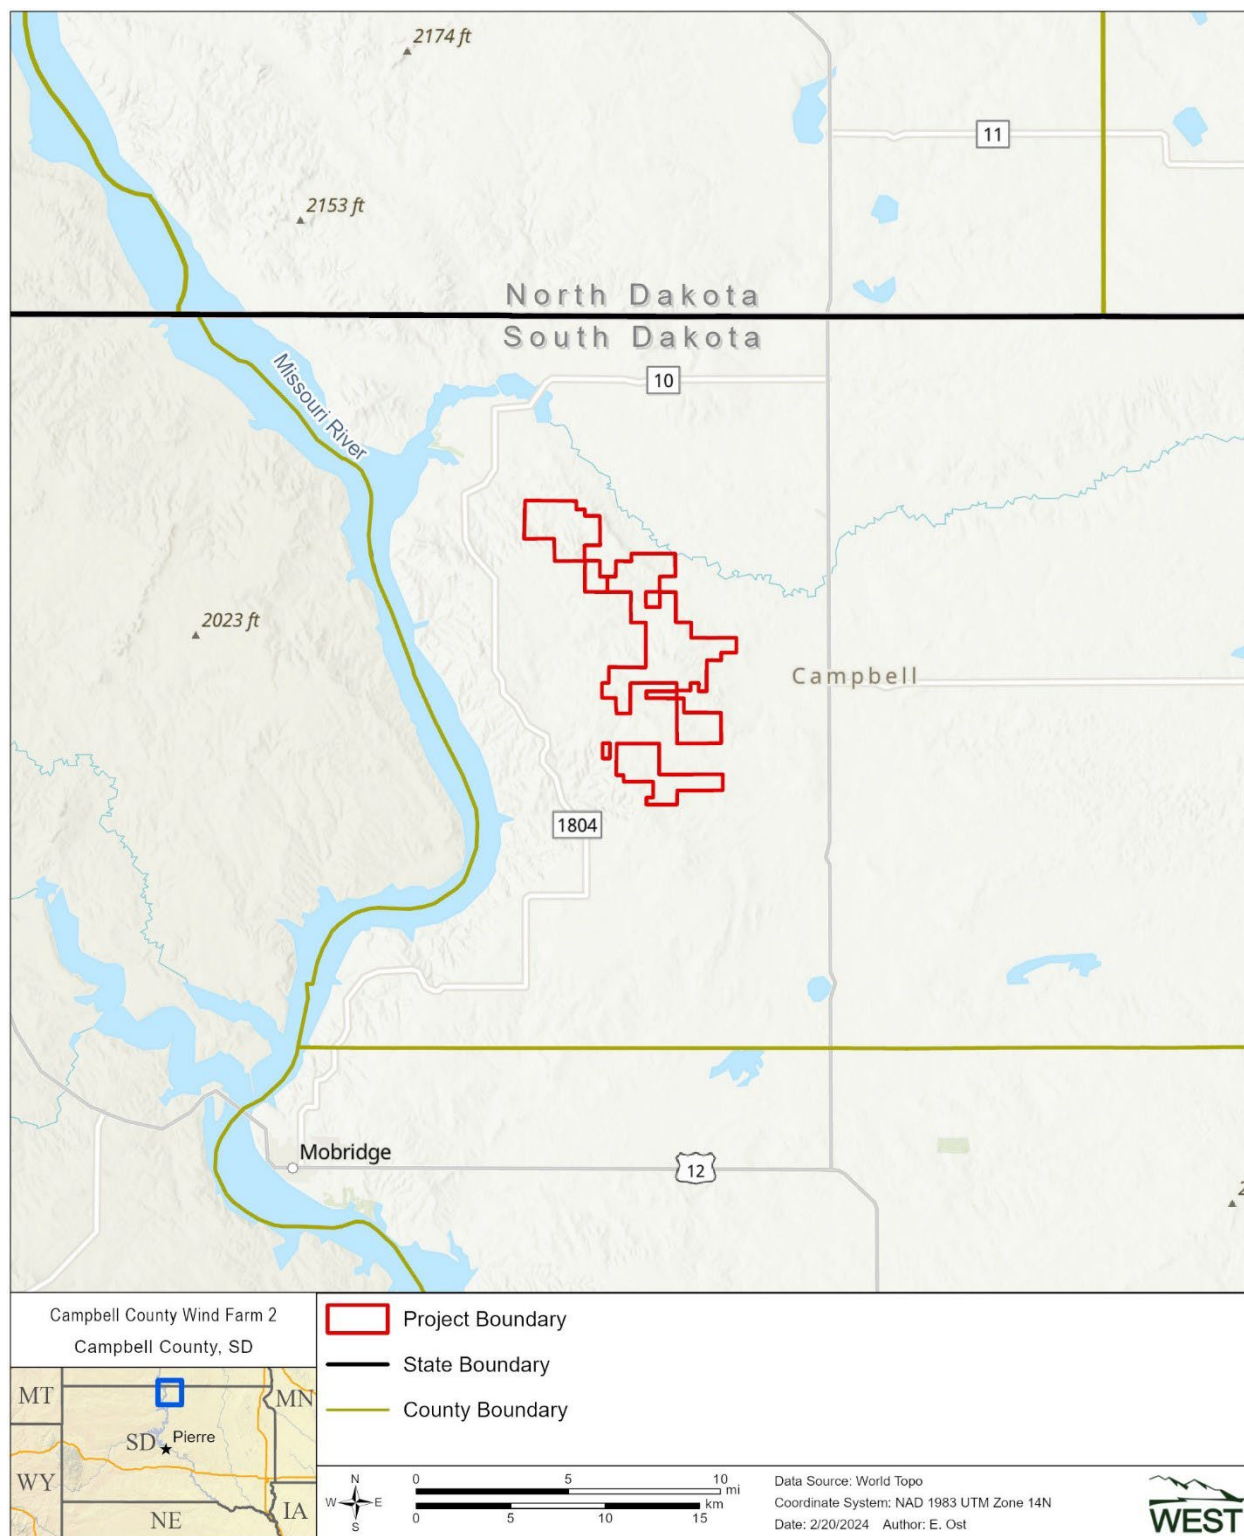 2174 ft
11
2153 ft
North Dakota
South Dakota
10
Missouri River
2023 ft
Campbell
1804
Mobridge
12
2
Campbell County Wind Farm 2
Campbell County, SD
Project Boundary
State Boundary
County Boundary
MT
MN
SD
Pierre
WY
NE
IA
N
W
E
S
0 5 10
mi
km
0 5 10 15
Data Source: World Topo
Coordinate System: NAD 1983 UTM Zone 14N
Date: 2/20/2024 Author: E. Ost
WEST